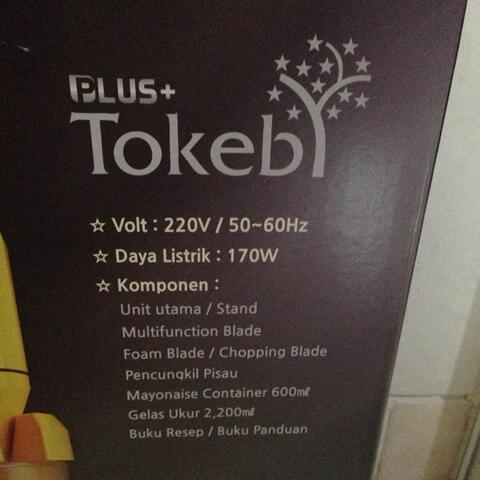 PLUS+
Tokeby
☆ Volt : 220V / 50~60Hz
☆ Daya Listrik : 170W
☆ Komponen :
Unit utama / Stand
Multifunction Blade
Foam Blade / Chopping Blade
Pencungkil Pisau
Mayonaise Container 600㎖
Gelas Ukur 2,200㎖
Buku Resep / Buku Panduan